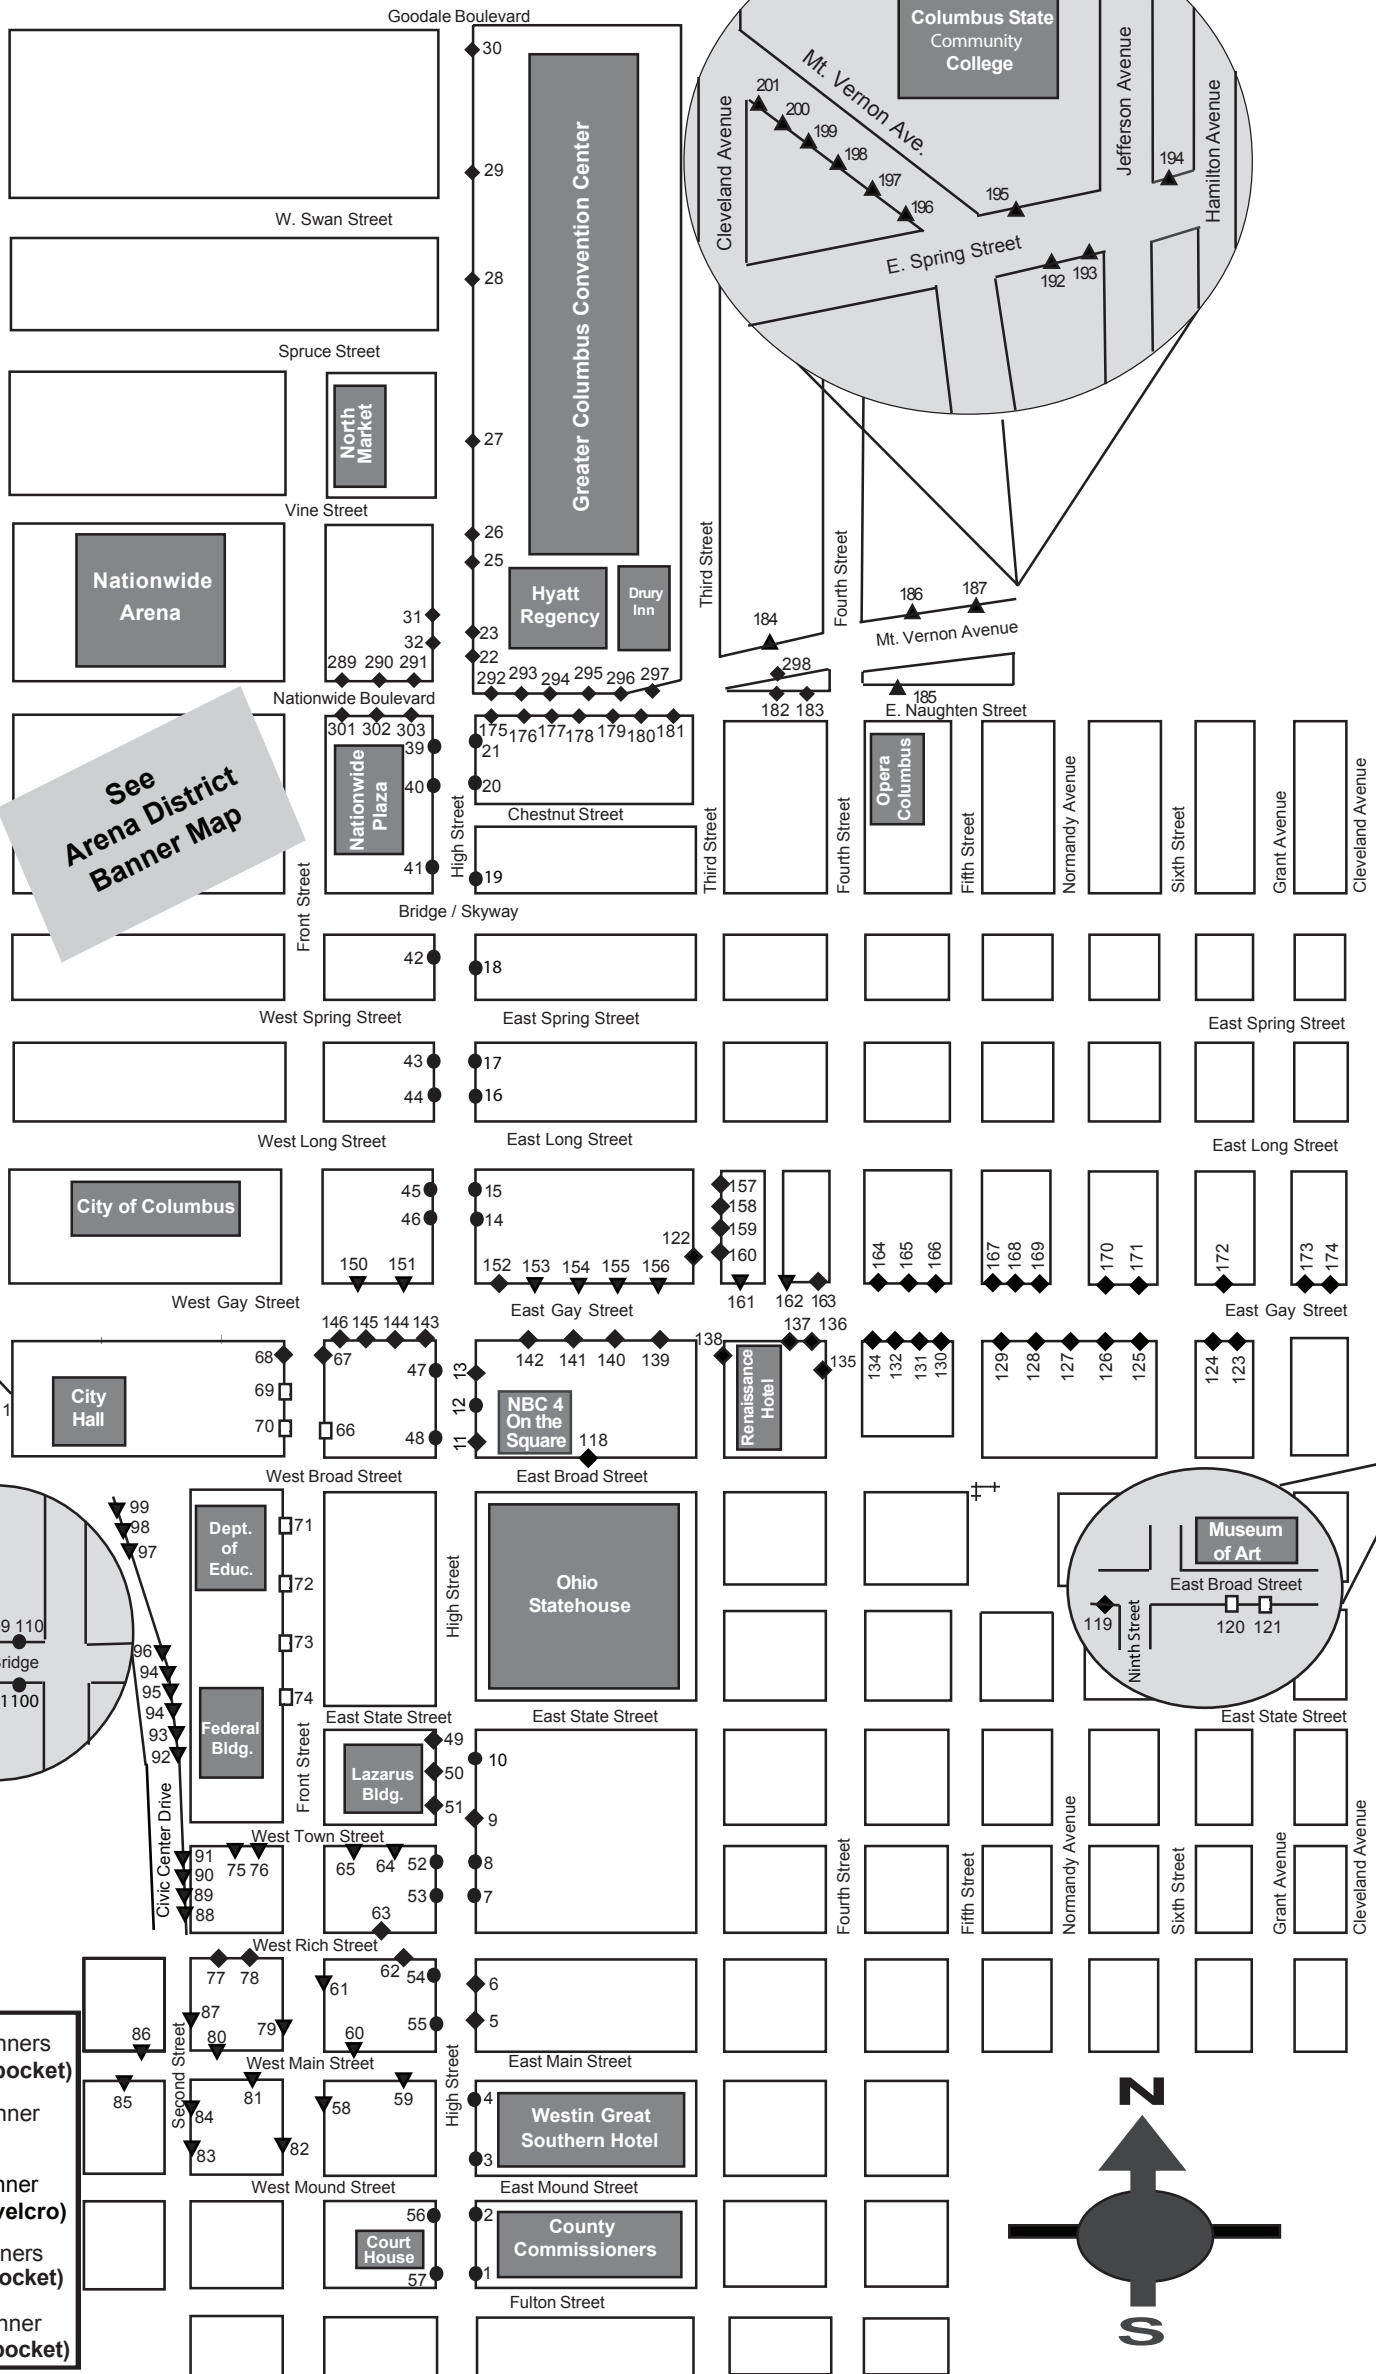 Goodale Boulevard
30
29
W. Swan Street
28
Spruce Street
27
North
Market
Greater Columbus Convention Center
Vine Street
26
25
Nationwide
Arena
Hyatt
Regency
Drury
Inn
31
32
23
22
289 290 291
292 293 294 295 296 297
Nationwide Boulevard
301 302 303
175 176 177 178 179 180 181
39
21
40
20
Nationwide
Plaza
High Street
Chestnut Street
See
Arena District
Banner Map
41
19
Front Street
Bridge / Skyway
42
18
Columbus State
Community
College
Mt. Vernon Ave.
Cleveland Avenue
Jefferson Avenue
Hamilton Avenue
201
200
199
198
197
196
195
194
E. Spring Street
192 193
Third Street
Fourth Street
184
186
187
Mt. Vernon Avenue
298
185
182 183
E. Naughten Street
Opera
Columbus
Third Street
Fourth Street
Fifth Street
Normandy Avenue
Sixth Street
Grant Avenue
Cleveland Avenue
West Spring Street
East Spring Street
East Spring Street
43
17
44
16
West Long Street
East Long Street
East Long Street
City of Columbus
45
15
46
14
157
158
159
160
122
150 151
152 153 154 155 156
161 162 163
164 165 166
167 168 169
170 171
172
173 174
West Gay Street
East Gay Street
East Gay Street
146 145 144 143
142 141 140 139
138
137 136
135
134 132 131 130
129 128 127 126 125
124 123
68
67
47
13
69
12
70
66
48
11
City
Hall
1
NBC 4
On the
Square
118
Renaissance
Hotel
West Broad Street
East Broad Street
99
98
97
Dept.
of
Educ.
71
72
73
74
High Street
Ohio
Statehouse
Museum
of Art
East Broad Street
119
Ninth Street
120 121
9 110
ridge
1100
96
94
95
94
93
92
Federal
Bldg.
Front Street
East State Street
East State Street
East State Street
Lazarus
Bldg.
49
50
51
10
9
Civic Center Drive
West Town Street
91
90
89
88
75 76
65 64
52
8
53
7
63
Fourth Street
Fifth Street
Normandy Avenue
Sixth Street
Grant Avenue
Cleveland Avenue
West Rich Street
77 78
61
62
54
6
87
79
80
86
60
55
5
Second Street
West Main Street
High Street
East Main Street
85
81
84
83
82
58
59
4
3
Westin Great
Southern Hotel
West Mound Street
East Mound Street
56
2
57
1
Court
House
County
Commissioners
Fulton Street
nners
pocket)
nner
nner
velcro)
ners
ocket)
nner
pocket)
N
S